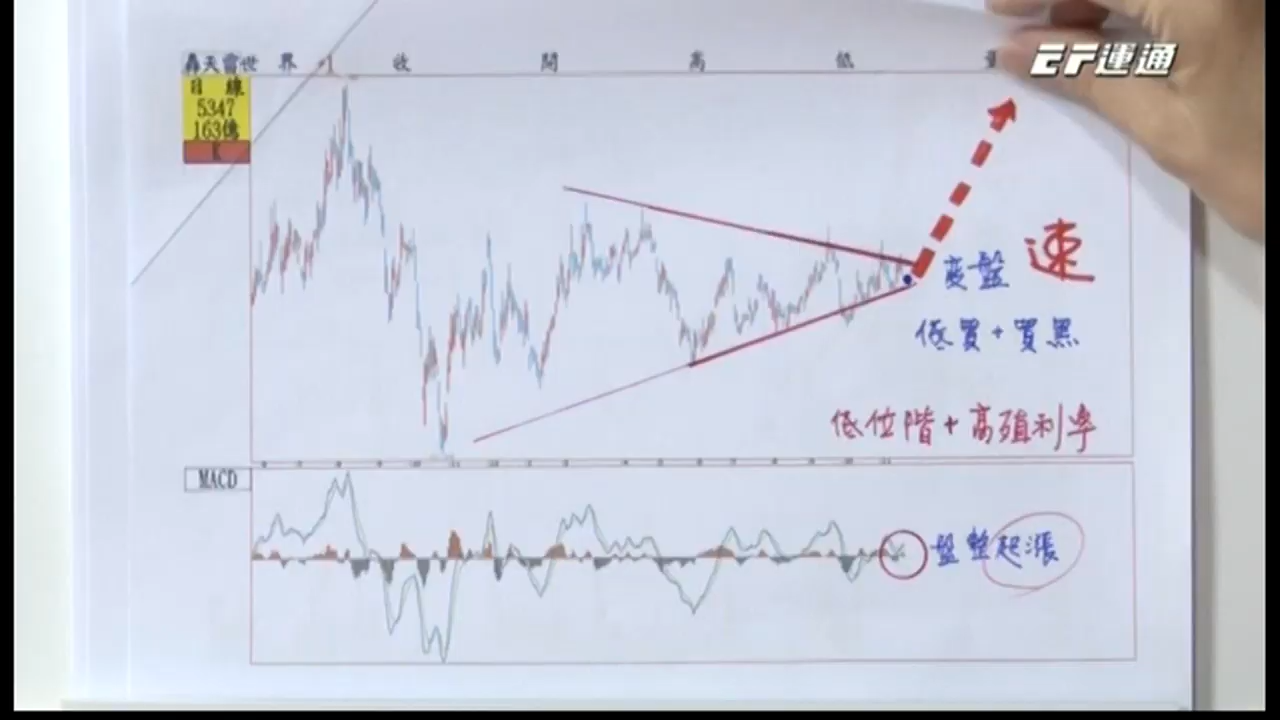 轟天雷世 界 收 開 高 低 量
EF運通
日 線
5347
163億
K
速
変盤
低買+買黑
低位階+高殖利率
MACD
盤整起漲